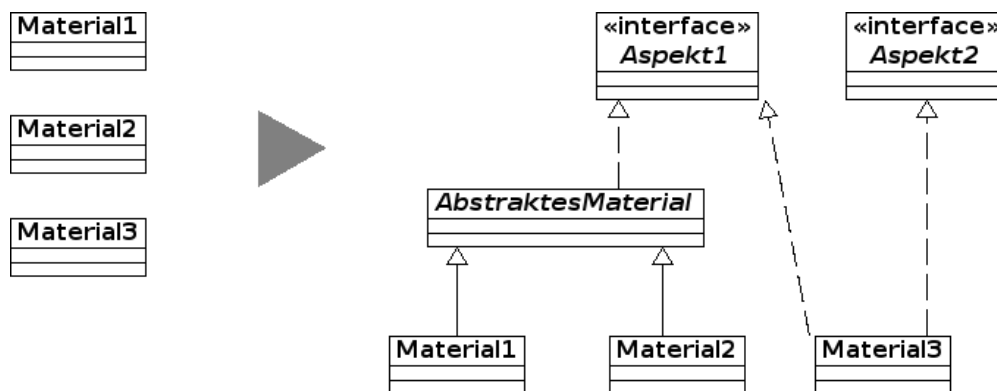 Material1
Material2
Material3
«interface»
Aspekt1
«interface»
Aspekt2
AbstraktesMaterial
Material1
Material2
Material3